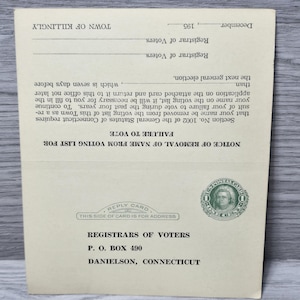 December ........, 195....                TOWN OF KILLINGLY
Registrar of Voters
Registrar of Voters
the next general election.
than ........................ , which is seven days before
application on the attached card and return it to this office not later
your name on the voting list, it will be necessary for you to fill in the
sult of your failure to vote during the past four years. To continue
that your name be removed from the voting list of this town as a re-
Section No. 1002 of the General Statutes of Connecticut requires
FAILURE TO VOTE
NOTICE OF REMOVAL OF NAME FROM VOTING LIST FOR
REPLY CARD
THIS SIDE OF CARD IS FOR ADDRESS
REGISTRARS OF VOTERS
P. O. BOX 490
DANIELSON, CONNECTICUT